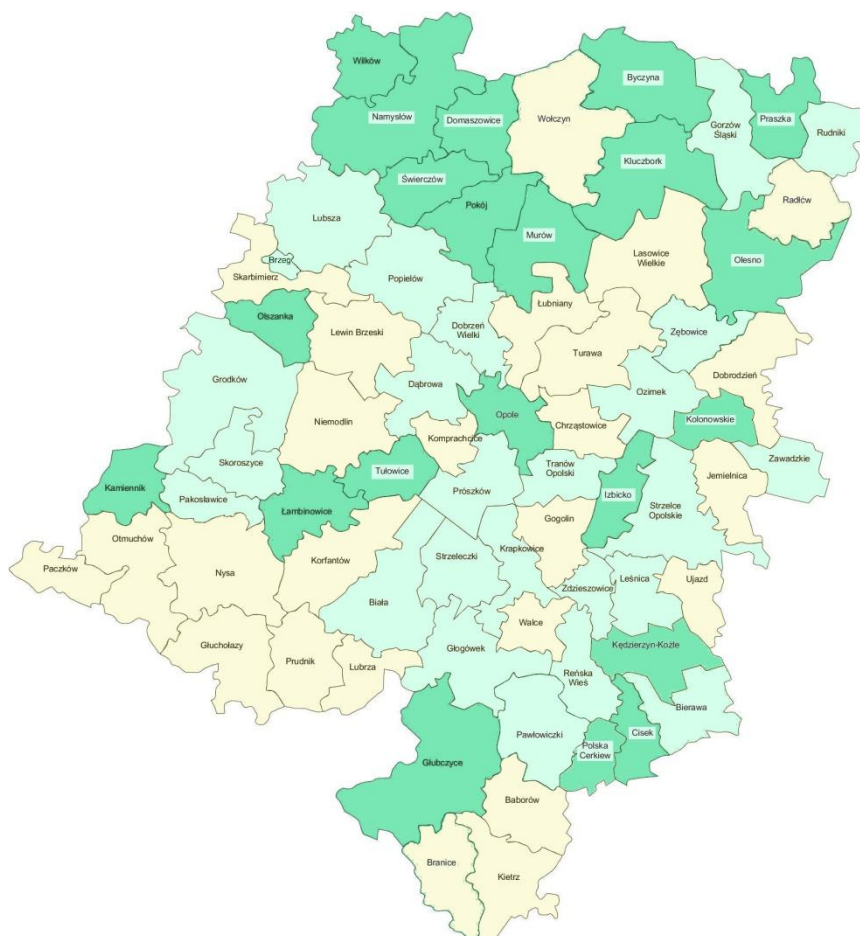 Wilków
Byczyna
Namysłów
Domaszowice
Wołczyn
Gorzów
Śląski
Praszka
Rudniki
Kluczbork
Świerczów
Pokój
Radłćw
Lubsza
Murów
Lasowice
Wielkie
Olesno
Brzeg
Skarbimierz
Popielów
Łubniany
Olszanka
Lewin Brzeski
Dobrzeń
Wielki
Turawa
Zębowice
Dobrodzień
Grodków
Dąbrowa
Ozimek
Niemodlin
Opole
Chrząstowice
Kolonowskie
Komprachcice
Skoroszyce
Tułowice
Tranów
Opolski
Zawadzkie
Kamiennik
Pakosławice
Prószków
Izbicko
Jemielnica
Łambinowice
Strzelce
Opolskie
Gogolin
Otmuchów
Korfantów
Strzeleczki
Krapkowice
Paczków
Nysa
Zdzieszowice
Leśnica
Ujazd
Biała
Walce
Głuchołazy
Prudnik
Lubrza
Głogówek
Kędzierzyn-Koźle
Reńska
Wieś
Bierawa
Pawłowiczki
Polska
Cerkiew
Cisek
Głubczyce
Baborów
Branice
Kietrz